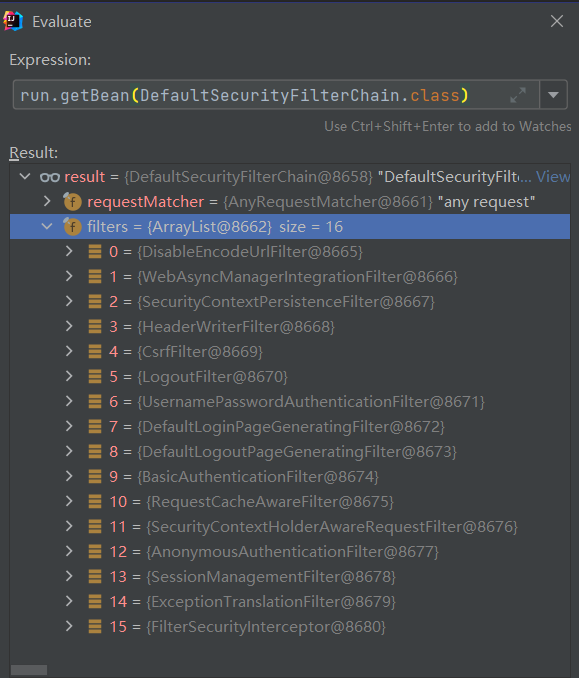 Evaluate
Expression:
run.getBean(DefaultSecurityFilterChain.class)
Use Ctrl+Shift+Enter to add to Watches
Result:
result = {DefaultSecurityFilterChain@8658} "DefaultSecurityFilte... View
requestMatcher = {AnyRequestMatcher@8661} "any request"
filters = {ArrayList@8662} size = 16
0 = {DisableEncodeUrlFilter@8665}
1 = {WebAsyncManagerIntegrationFilter@8666}
2 = {SecurityContextPersistenceFilter@8667}
3 = {HeaderWriterFilter@8668}
4 = {CsrfFilter@8669}
5 = {LogoutFilter@8670}
6 = {UsernamePasswordAuthenticationFilter@8671}
7 = {DefaultLoginPageGeneratingFilter@8672}
8 = {DefaultLogoutPageGeneratingFilter@8673}
9 = {BasicAuthenticationFilter@8674}
10 = {RequestCacheAwareFilter@8675}
11 = {SecurityContextHolderAwareRequestFilter@8676}
12 = {AnonymousAuthenticationFilter@8677}
13 = {SessionManagementFilter@8678}
14 = {ExceptionTranslationFilter@8679}
15 = {FilterSecurityInterceptor@8680}